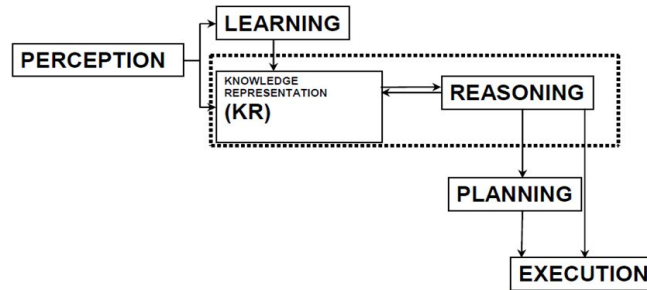 LEARNING
PERCEPTION
KNOWLEDGE
REPRESENTATION
(KR)
REASONING
PLANNING
EXECUTION